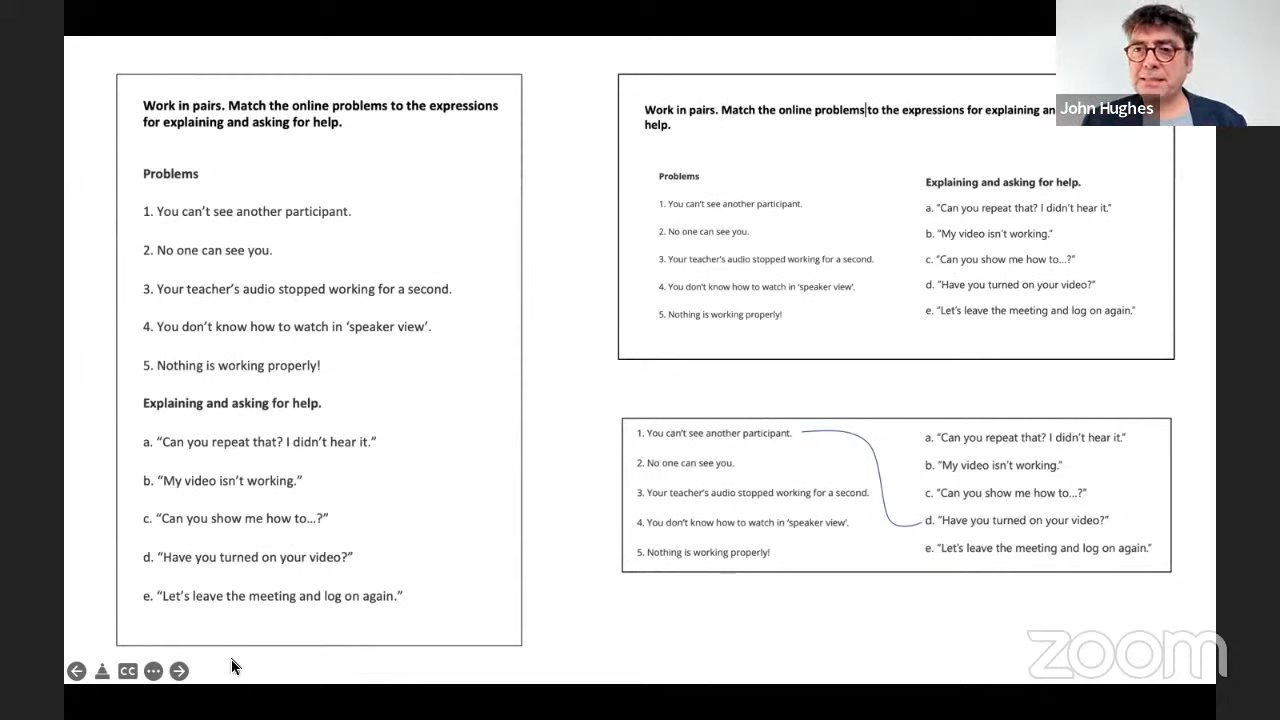 Work in pairs. Match the online problems to the expressions
for explaining and asking for help.
Problems
1. You can't see another participant.
2. No one can see you.
3. Your teacher's audio stopped working for a second.
4. You don't know how to watch in 'speaker view'.
5. Nothing is working properly!
Explaining and asking for help.
a. "Can you repeat that? I didn't hear it."
b. "My video isn't working."
c. "Can you show me how to...?"
d. "Have you turned on your video?"
e. "Let's leave the meeting and log on again."
Work in pairs. Match the online problems to the expressions for explaining an
help.
Problems
1. You can't see another participant.
2. No one can see you.
3. Your teacher's audio stopped working for a second.
4. You don't know how to watch in 'speaker view'.
5. Nothing is working properly!
Explaining and asking for help.
a. "Can you repeat that? I didn't hear it."
b. "My video isn't working."
c. "Can you show me how to...?"
d. "Have you turned on your video?"
e. "Let's leave the meeting and log on again."
1. You can't see another participant.
2. No one can see you.
3. Your teacher's audio stopped working for a second.
4. You don't know how to watch in 'speaker view'.
5. Nothing is working properly!
a. "Can you repeat that? I didn't hear it."
b. "My video isn't working."
c. "Can you show me how to...?"
d. "Have you turned on your video?"
e. "Let's leave the meeting and log on again."
John Hughes
CC
zoom